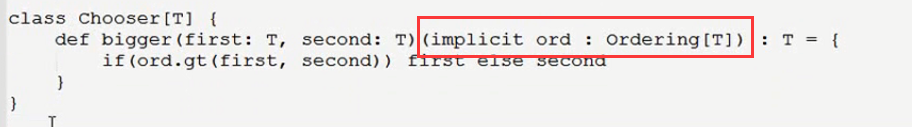 class Chooser[T] {
    def bigger(first: T, second: T)(implicit ord : Ordering[T]) : T = {
        if(ord.gt(first, second)) first else second
    }
}